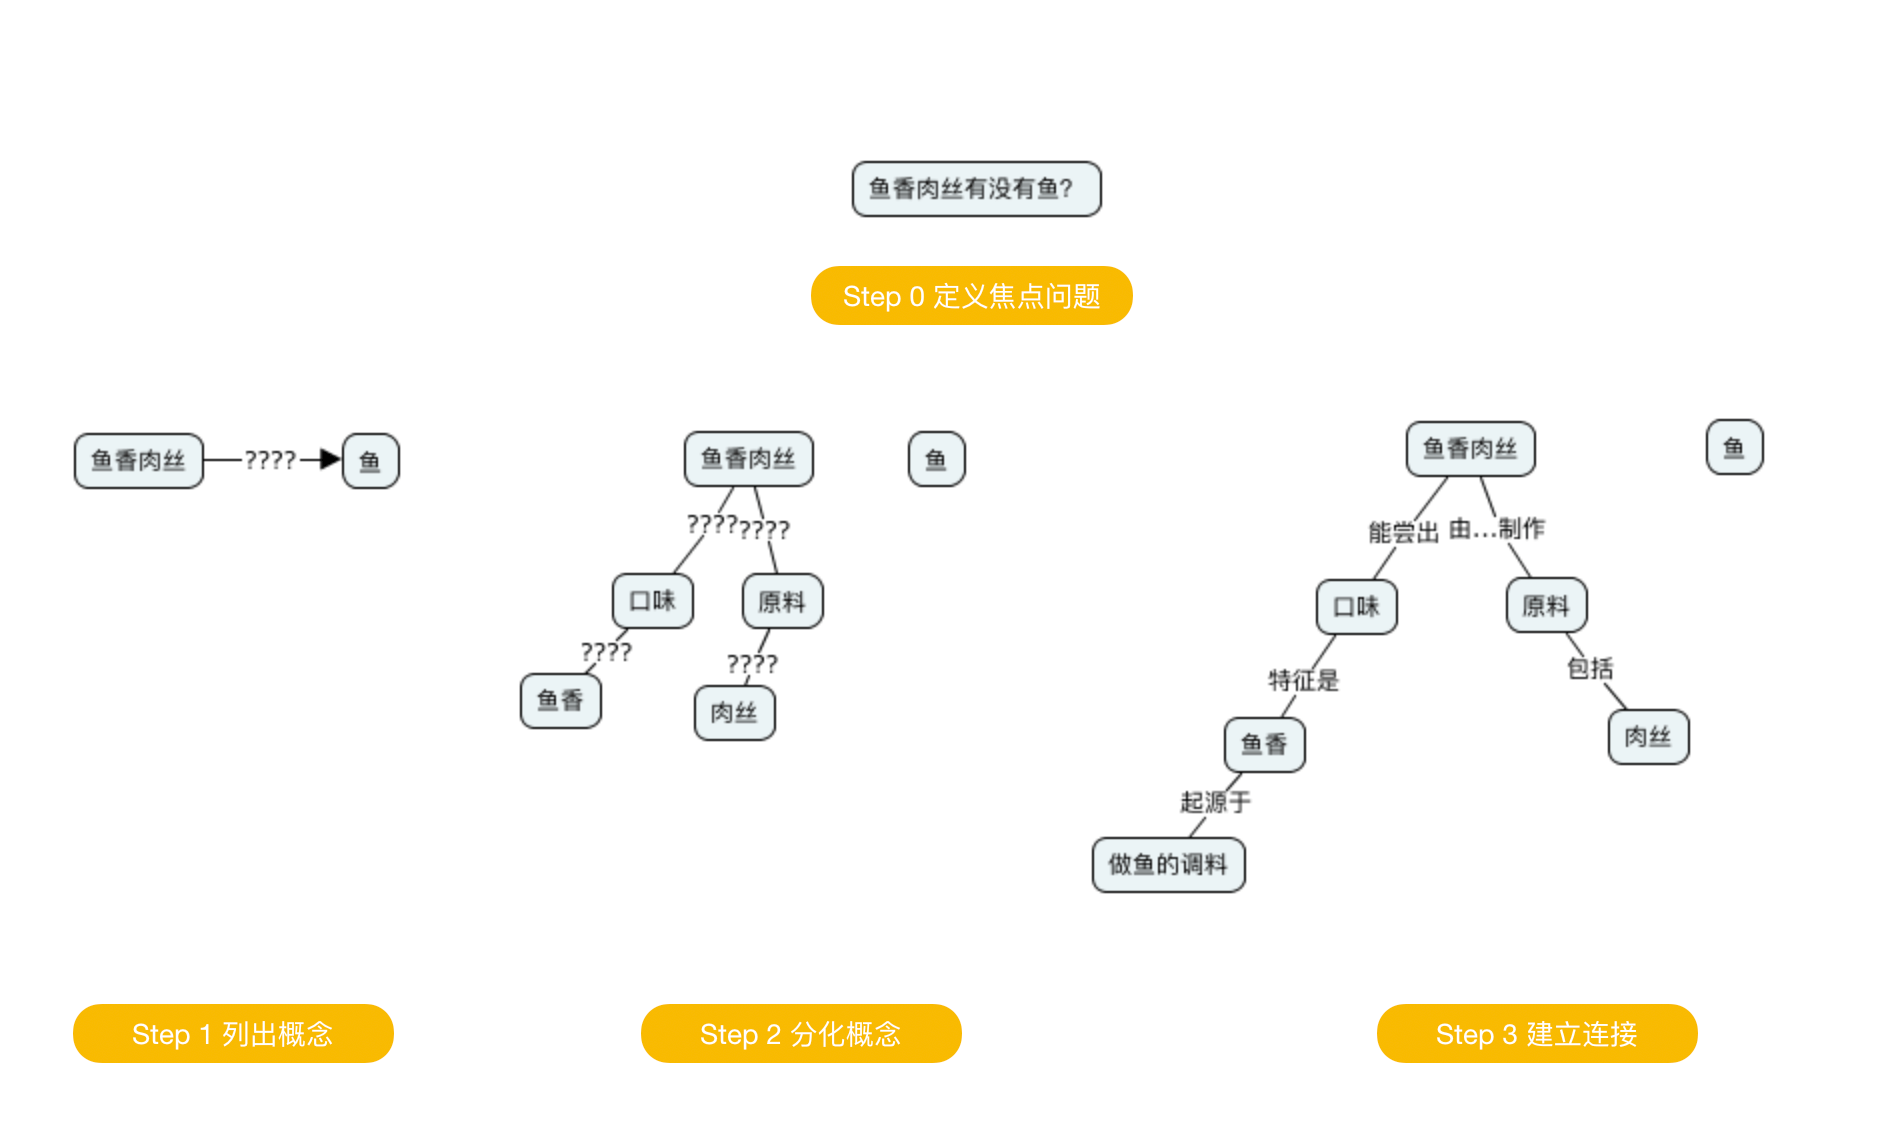 鱼香肉丝有没有鱼?
Step 0 定义焦点问题
鱼香肉丝
????
鱼
鱼香肉丝
鱼
????
????
口味
原料
????
????
鱼香
肉丝
鱼香肉丝
鱼
能尝出
由...制作
口味
原料
特征是
包括
鱼香
肉丝
起源于
做鱼的调料
Step 1 列出概念
Step 2 分化概念
Step 3 建立连接